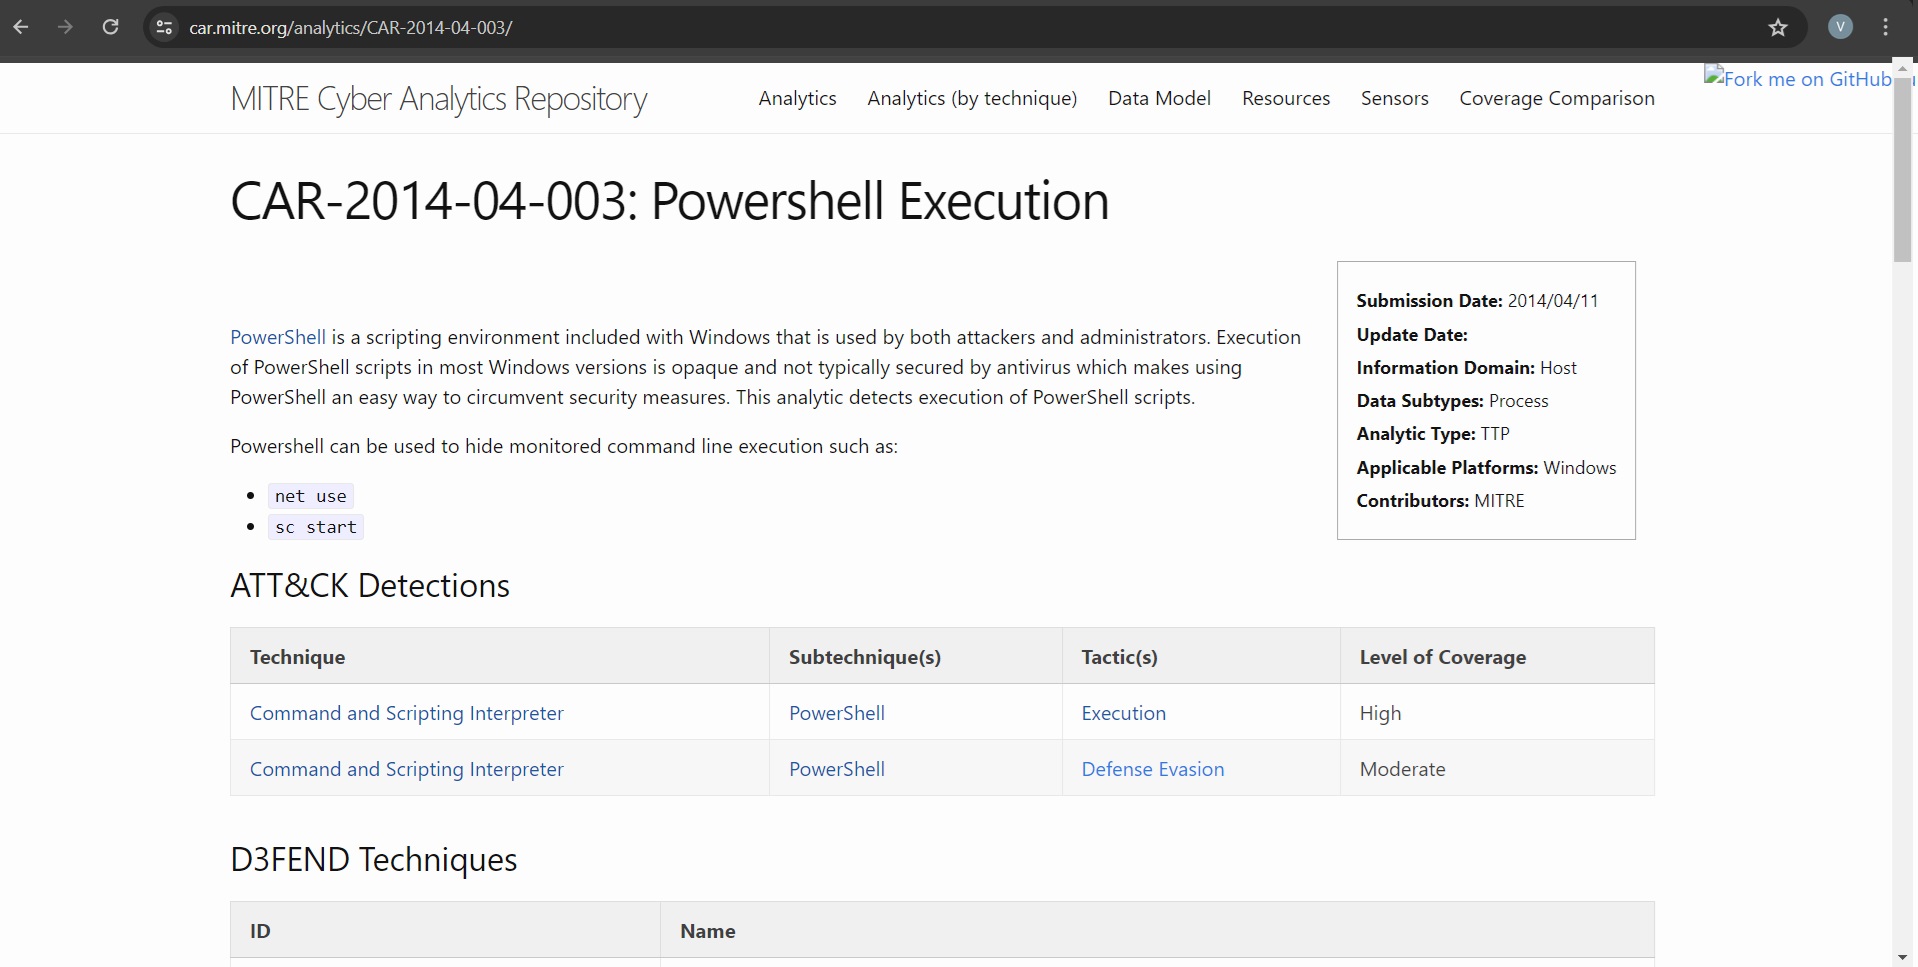 car.mitre.org/analytics/CAR-2014-04-003/
V
MITRE Cyber Analytics Repository
Analytics
Analytics (by technique)
Data Model
Resources
Sensors
Coverage Comparison
Fork me on GitHub
CAR-2014-04-003: Powershell Execution
Submission Date: 2014/04/11
Update Date:
Information Domain: Host
Data Subtypes: Process
Analytic Type: TTP
Applicable Platforms: Windows
Contributors: MITRE
PowerShell is a scripting environment included with Windows that is used by both attackers and administrators. Execution
of PowerShell scripts in most Windows versions is opaque and not typically secured by antivirus which makes using
PowerShell an easy way to circumvent security measures. This analytic detects execution of PowerShell scripts.
Powershell can be used to hide monitored command line execution such as:
net use
sc start
ATT&CK Detections
Technique Subtechnique(s) Tactic(s) Level of Coverage
Command and Scripting Interpreter PowerShell Execution High
Command and Scripting Interpreter PowerShell Defense Evasion Moderate
D3FEND Techniques
ID Name